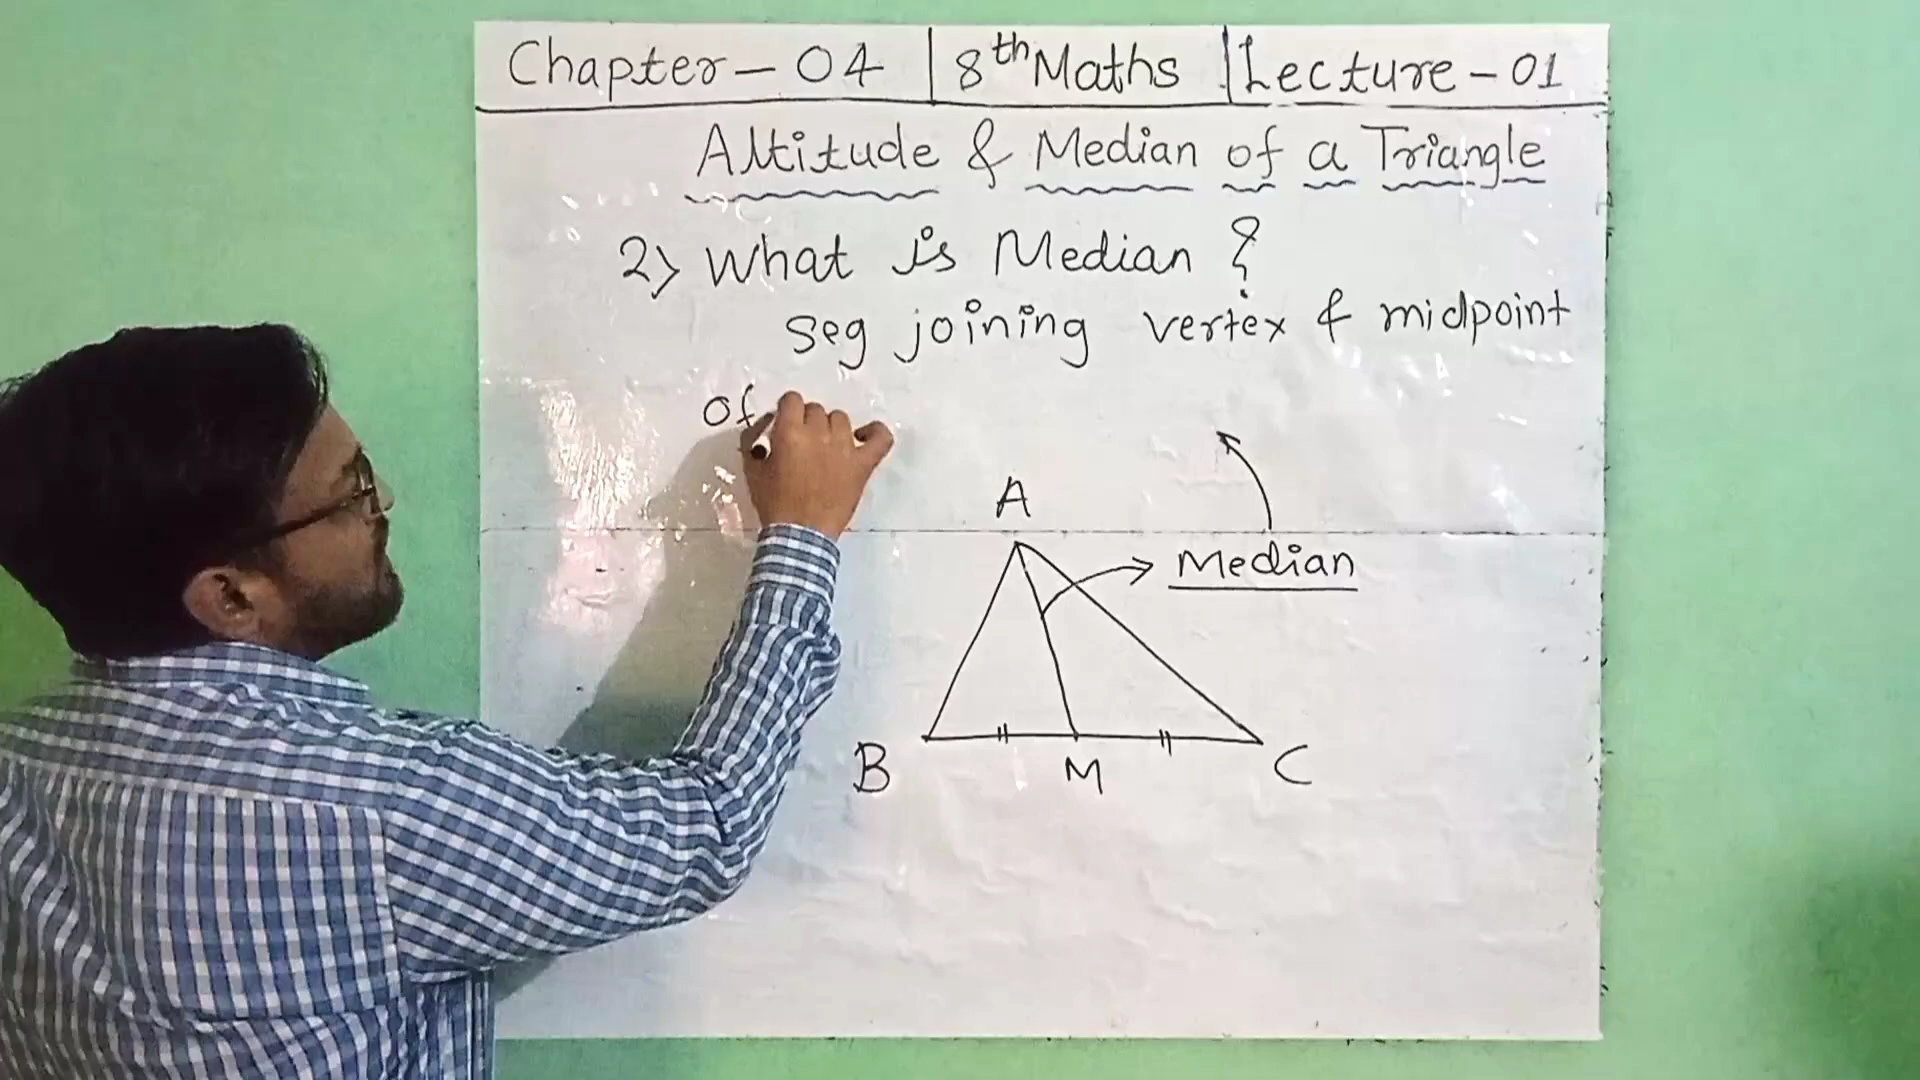 Chapter - 04 | 8th Maths | Lecture - 01
Altitude & Median of a Triangle
2) What is Median ?
seg joining vertex & midpoint
of
A
Median
B M C